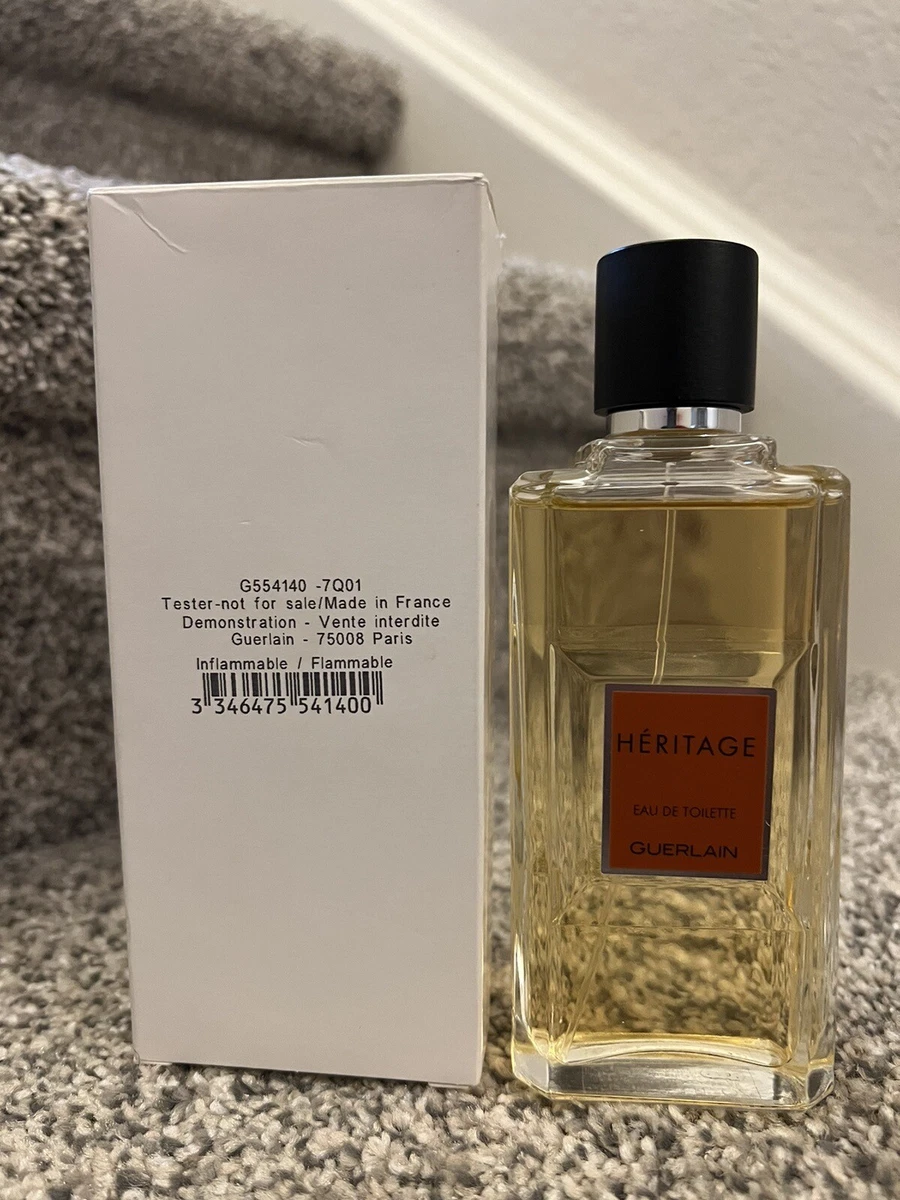 G554140 -7Q01
Tester-not for sale/Made in France
Demonstration - Vente interdite
Guerlain - 75008 Paris
Inflammable / Flammable
3 346475 541400
HÉRITAGE
EAU DE TOILETTE
GUERLAIN